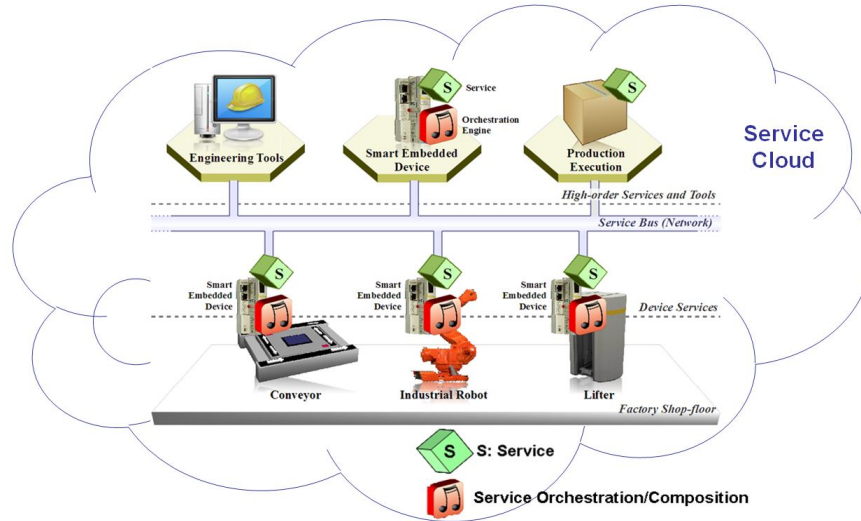 S
Service
S
Orchestration
Engine
Service
Cloud
Engineering Tools
Smart Embedded
Device
Production
Execution
High-order Services and Tools
Service Bus (Network)
S
S
S
Smart
Embedded
Device
Smart
Embedded
Device
Smart
Embedded
Device
Device Services
Conveyor
Industrial Robot
Lifter
Factory Shop-floor
S
S: Service
Service Orchestration/Composition